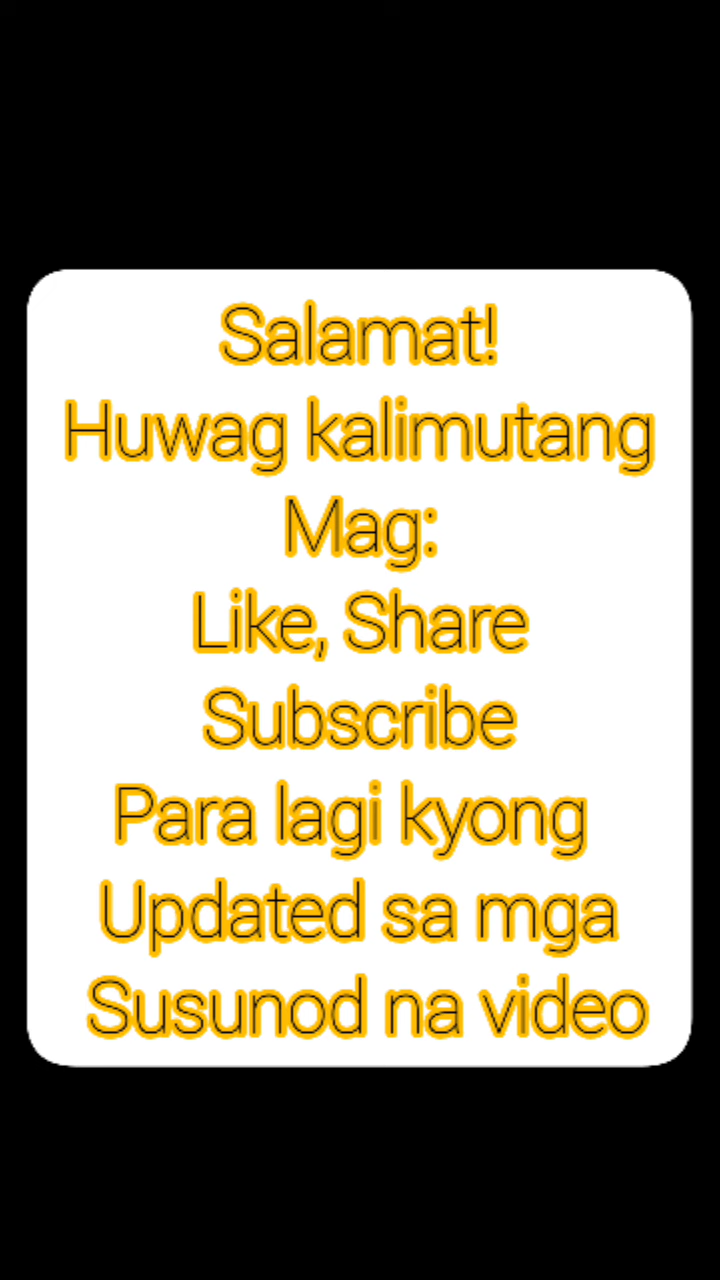 Salamat!
Huwag kalimutang
Mag:
Like, Share
Subscribe
Para lagi kyong
Updated sa mga
Susunod na video